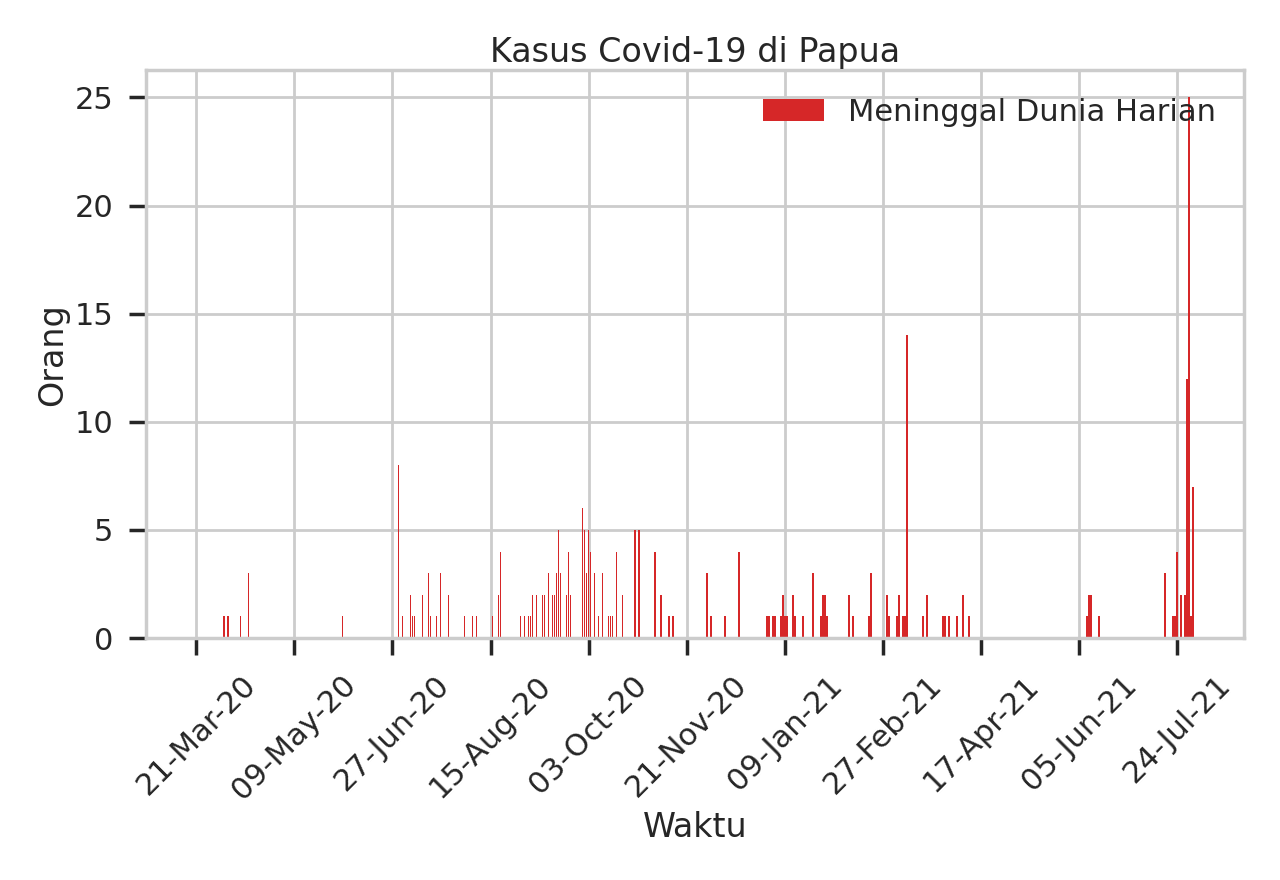 Kasus Covid-19 di Papua
Meninggal Dunia Harian
25
20
15
10
5
0
Orang
21-Mar-20
09-May-20
27-Jun-20
15-Aug-20
03-Oct-20
21-Nov-20
09-Jan-21
27-Feb-21
17-Apr-21
05-Jun-21
24-Jul-21
Waktu